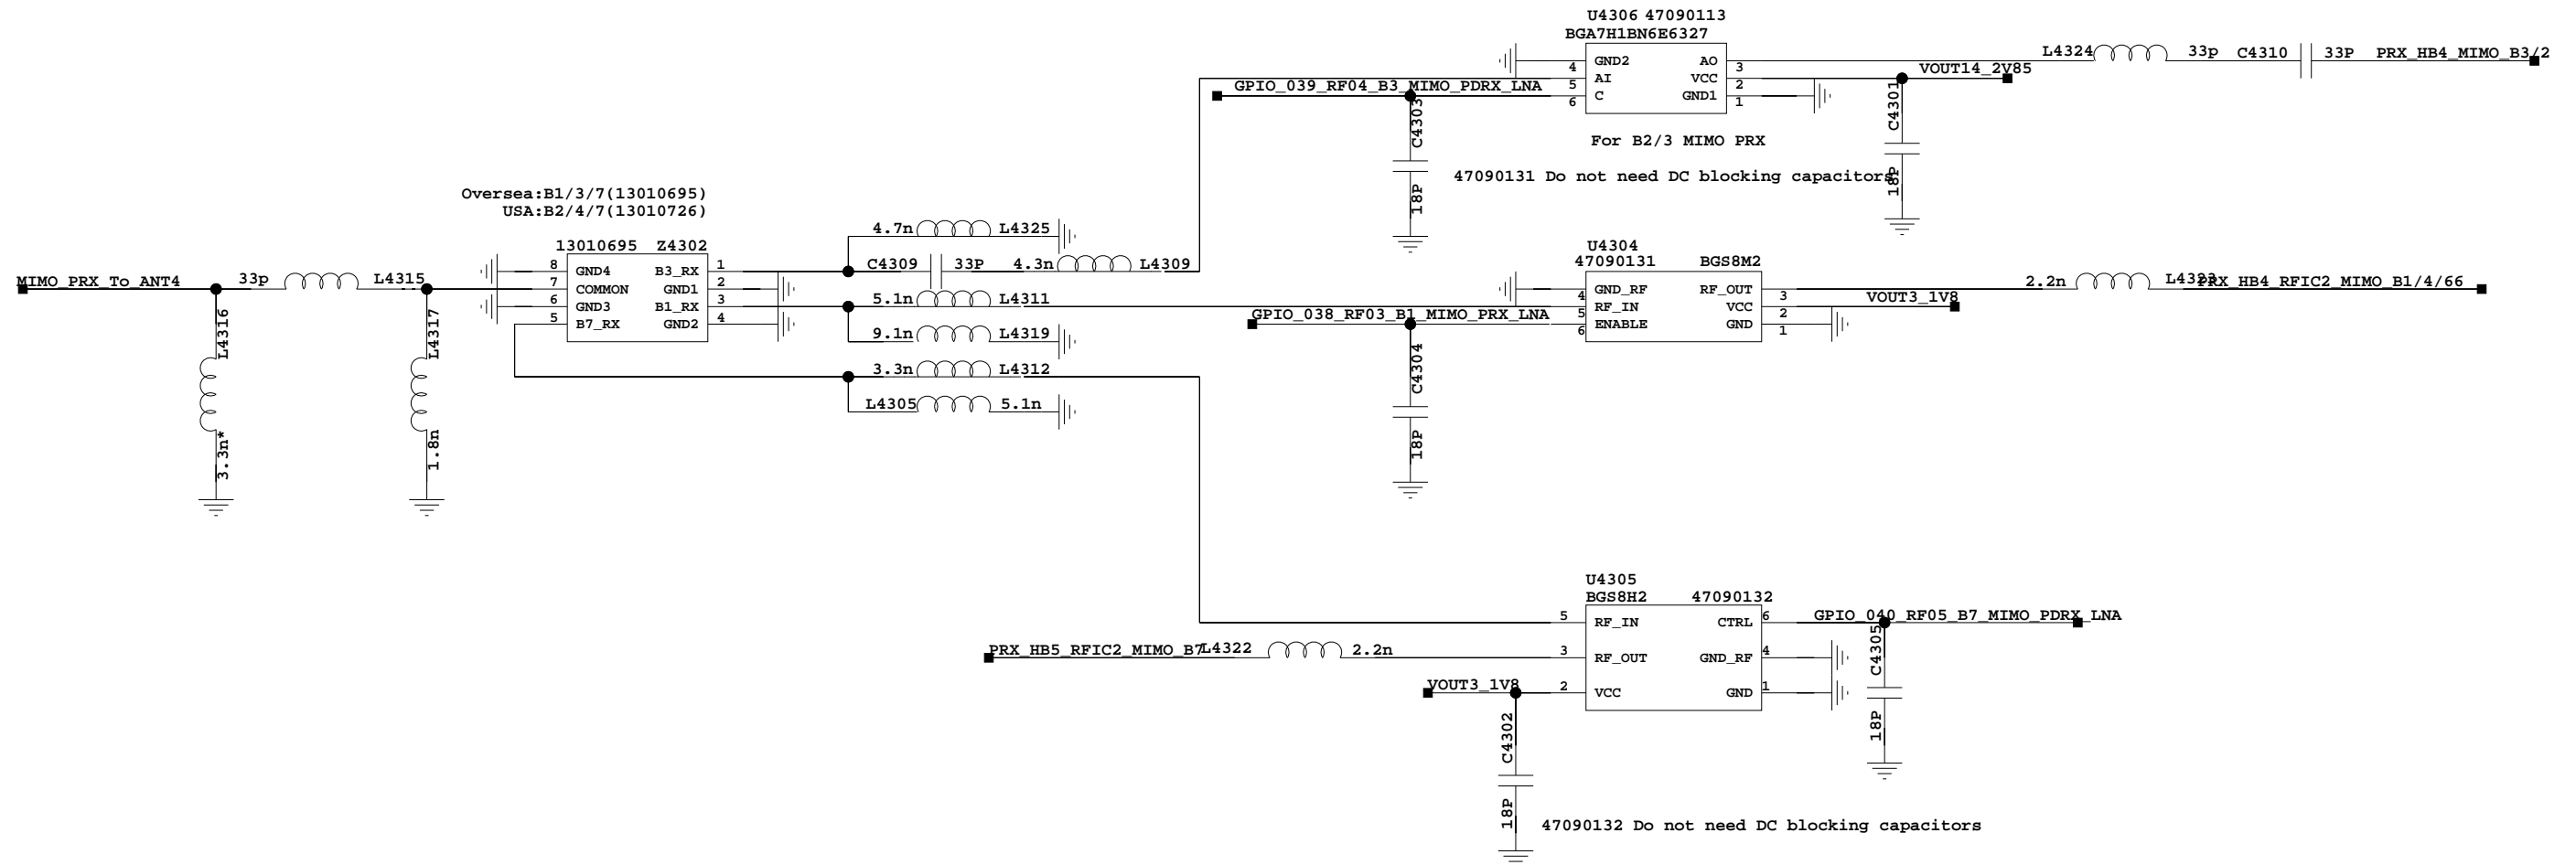 U4306 47090113
BGA7H1BN6E6327
GND2 AO
4 3
AI VCC
5 2
C GND1
6 1
L4324 33p C4310 33P PRX_HB4_MIMO_B3/2
VOUT14_2V85
GPIO_039_RF04_B3_MIMO_PDRX_LNA
C4303
18P
C4301
18P
For B2/3 MIMO PRX
47090131 Do not need DC blocking capacitors
Oversea:B1/3/7(13010695)
USA:B2/4/7(13010726)
13010695 Z4302
8 GND4 B3_RX 1
7 COMMON GND1 2
6 GND3 B1_RX 3
5 B7_RX GND2 4
MIMO_PRX_To_ANT4 33p L4315
L4316
3.3n*
L4317
1.8n
4.7n L4325
C4309 33P 4.3n L4309
5.1n L4311
9.1n L4319
3.3n L4312
L4305 5.1n
U4304
47090131 BGS8M2
GND_RF RF_OUT
4 3
RF_IN VCC
5 2
ENABLE GND
6 1
2.2n L4323 PRX_HB4_RFIC2_MIMO_B1/4/66
VOUT3_1V8
GPIO_038_RF03_B1_MIMO_PRX_LNA
C4304
18P
U4305
BGS8H2 47090132
5 RF_IN CTRL 6
3 RF_OUT GND_RF 4
2 VCC GND 1
GPIO_040_RF05_B7_MIMO_PDRX_LNA
PRX_HB5_RFIC2_MIMO_B7 L4322 2.2n
VOUT3_1V8
C4305
18P
C4302
18P
47090132 Do not need DC blocking capacitors